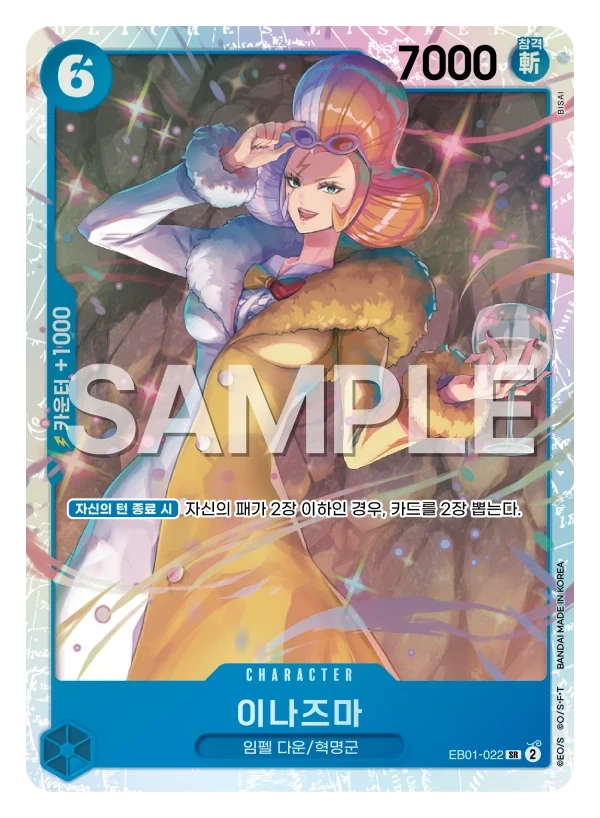 6
7000
참격
斬
BISAI
⚡카운터 +1000
SAMPLE
자신의 턴 종료 시 자신의 패가 2장 이하인 경우, 카드를 2장 뽑는다.
CHARACTER
이나즈마
임펠 다운/혁명군
EB01-022 SR 2
©EO/S ©O/S·F·T BANDAI MADE IN KOREA